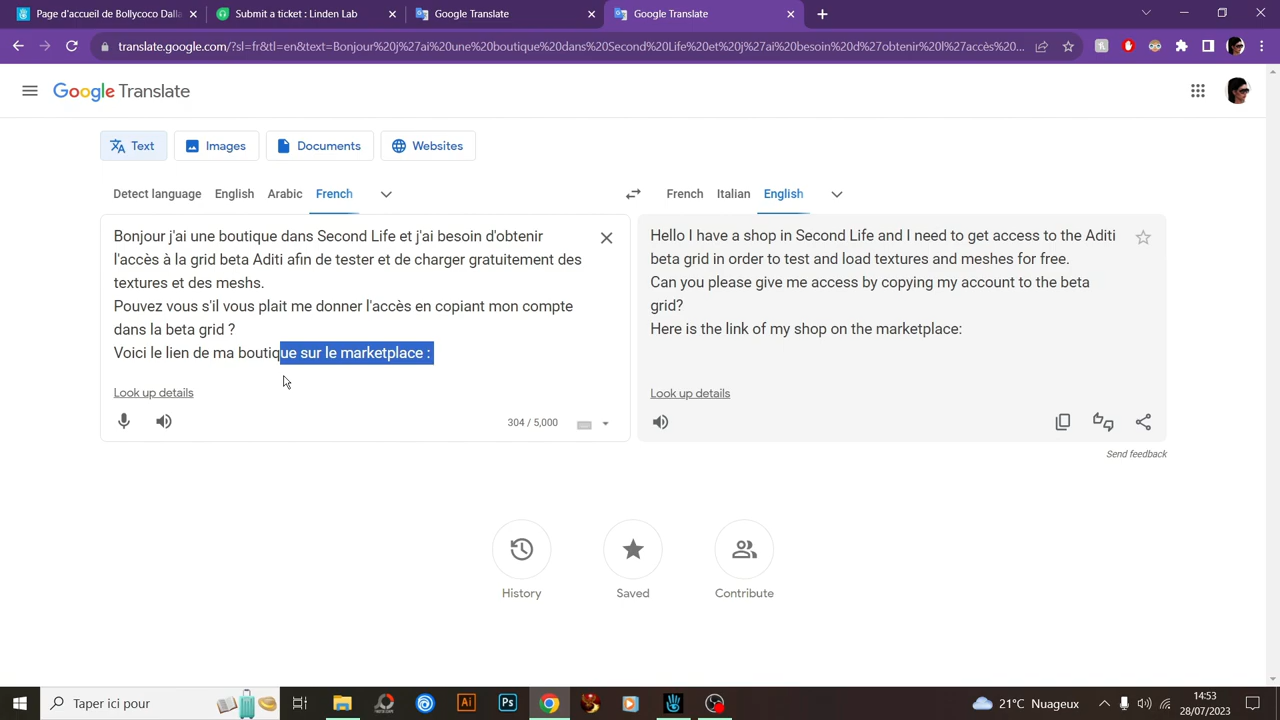 Page d'accueil de Bollycoco Dalla
Submit a ticket : Linden Lab
Google Translate
Google Translate
translate.google.com/?sl=fr&tl=en&text=Bonjour%20j%27ai%20une%20boutique%20dans%20Second%20Life%20et%20j%27ai%20besoin%20d%27obtenir%20l%27accès%20à%20la%20g...
Google Translate
Text
Images
Documents
Websites
Detect language
English
Arabic
French
French
Italian
English
Bonjour j'ai une boutique dans Second Life et j'ai besoin d'obtenir
l'accès à la grid beta Aditi afin de tester et de charger gratuitement des
textures et des meshs.
Pouvez vous s'il vous plait me donner l'accès en copiant mon compte
dans la beta grid ?
Voici le lien de ma boutique sur le marketplace :
Look up details
304 / 5,000
Hello I have a shop in Second Life and I need to get access to the Aditi
beta grid in order to test and load textures and meshes for free.
Can you please give me access by copying my account to the beta
grid?
Here is the link of my shop on the marketplace:
Look up details
Send feedback
History
Saved
Contribute
Taper ici pour
Ai
Ps
21°C Nuageux
14:53
28/07/2023